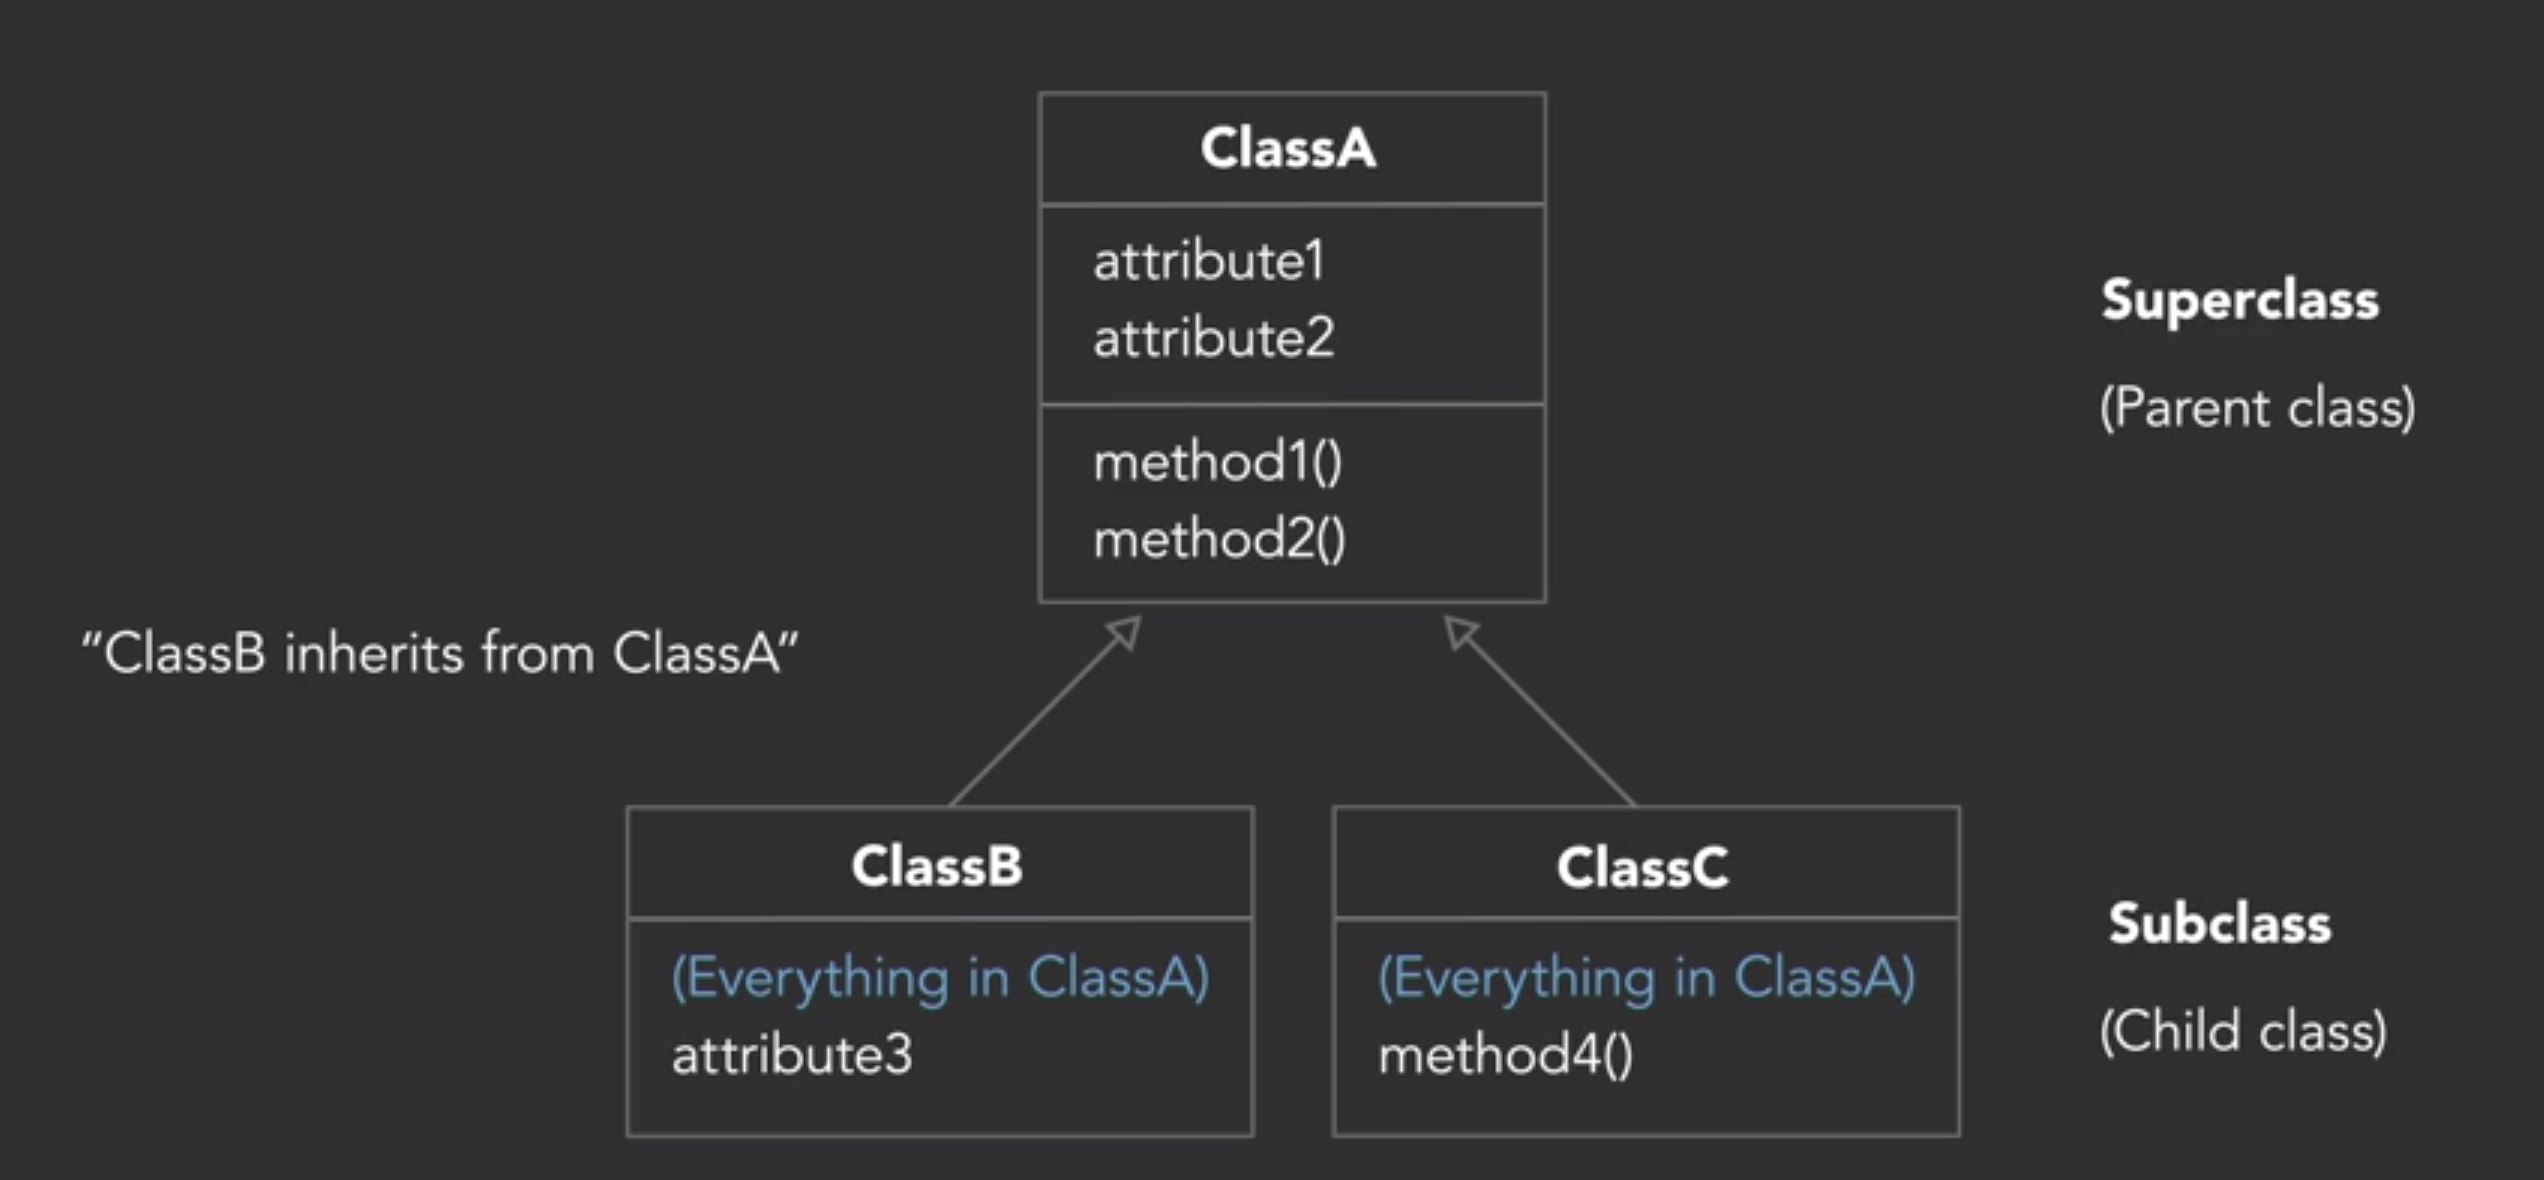 ClassA
attribute1
attribute2
method1()
method2()
Superclass
(Parent class)
"ClassB inherits from ClassA"
ClassB
(Everything in ClassA)
attribute3
ClassC
(Everything in ClassA)
method4()
Subclass
(Child class)